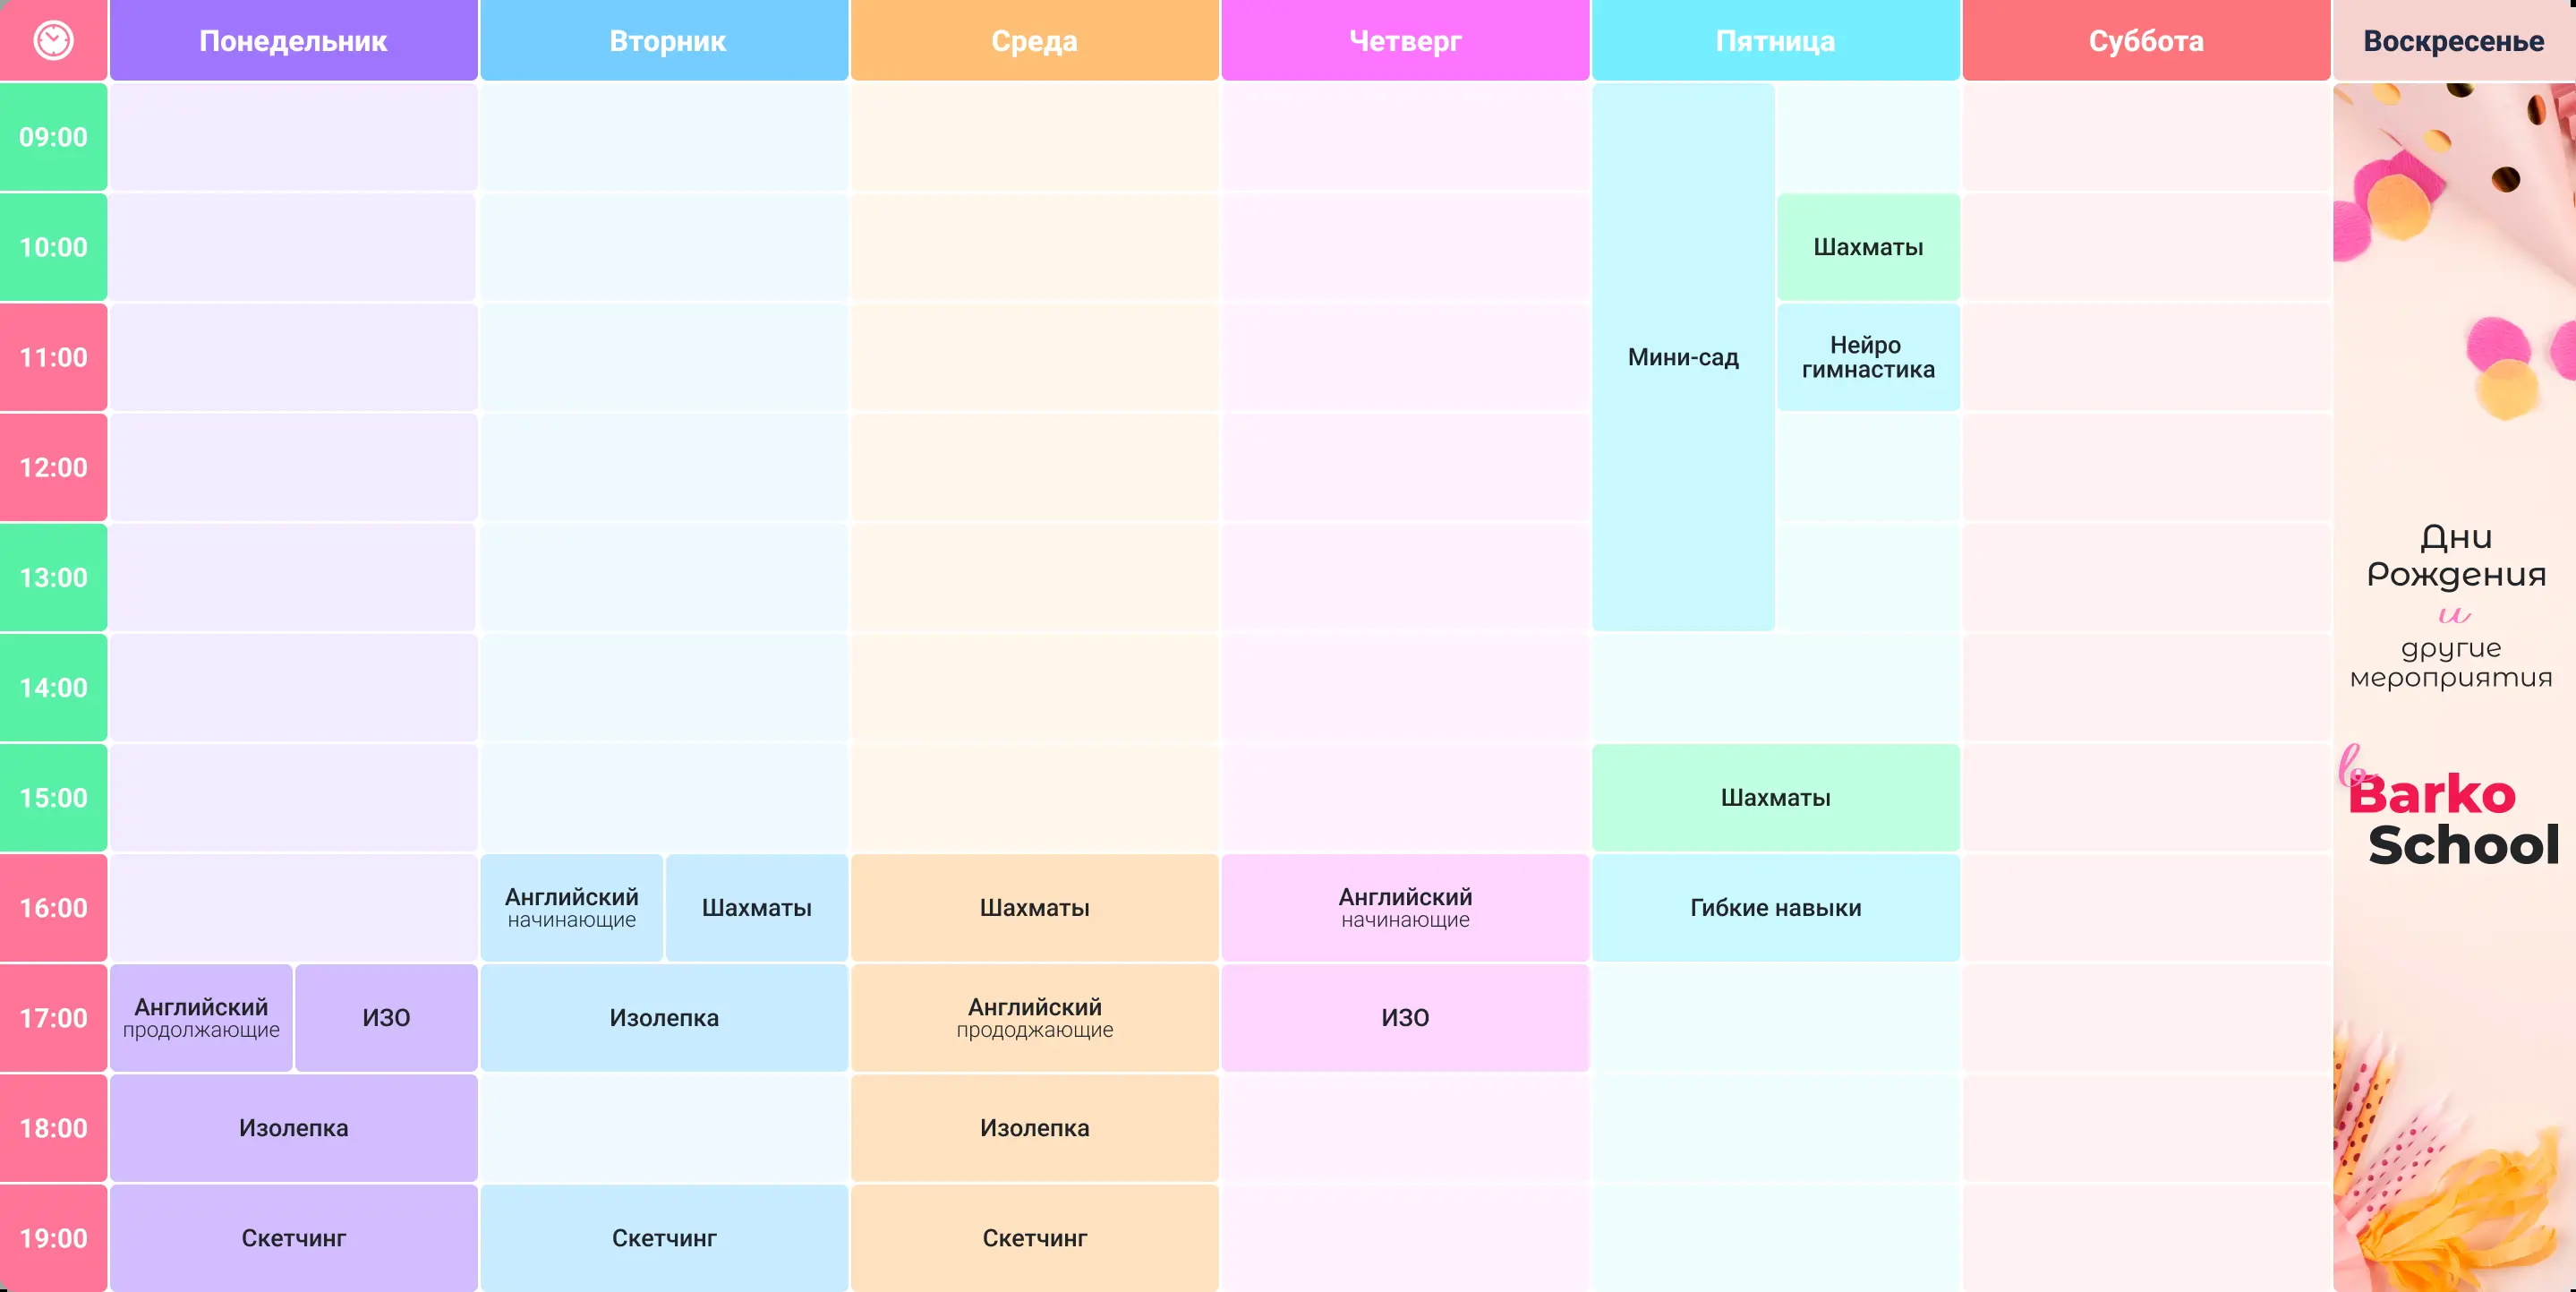 Понедельник Вторник Среда Четверг Пятница Суббота Воскресенье
09:00
10:00 Шахматы
11:00 Мини-сад Нейро
гимнастика
12:00
13:00
14:00
15:00 Шахматы
16:00 Английский
начинающие Шахматы Шахматы Английский
начинающие Гибкие навыки
17:00 Английский
продолжающие ИЗО Изолепка Английский
прододжающие ИЗО
18:00 Изолепка Изолепка
19:00 Скетчинг Скетчинг Скетчинг
Дни
Рождения
и
другие
мероприятия
в
Barko
School